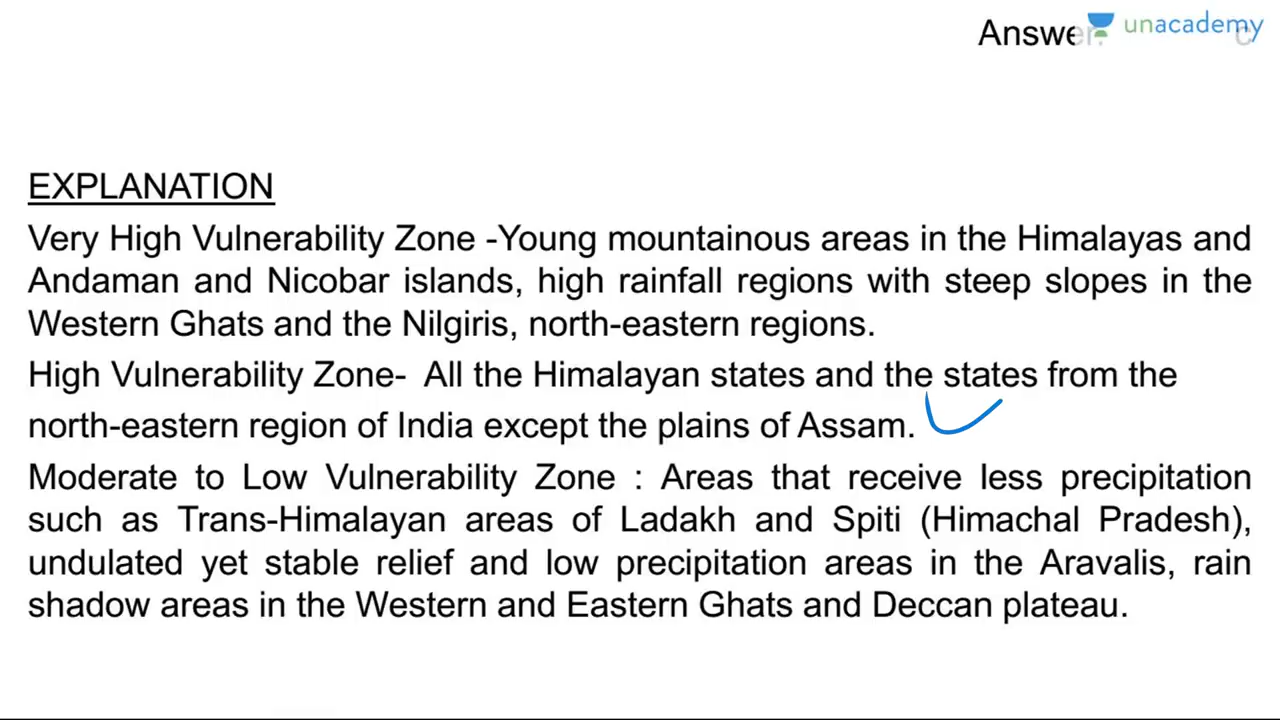 Answer: c
unacademy
EXPLANATION
Very High Vulnerability Zone -Young mountainous areas in the Himalayas and
Andaman and Nicobar islands, high rainfall regions with steep slopes in the
Western Ghats and the Nilgiris, north-eastern regions.
High Vulnerability Zone- All the Himalayan states and the states from the
north-eastern region of India except the plains of Assam.
Moderate to Low Vulnerability Zone : Areas that receive less precipitation
such as Trans-Himalayan areas of Ladakh and Spiti (Himachal Pradesh),
undulated yet stable relief and low precipitation areas in the Aravalis, rain
shadow areas in the Western and Eastern Ghats and Deccan plateau.